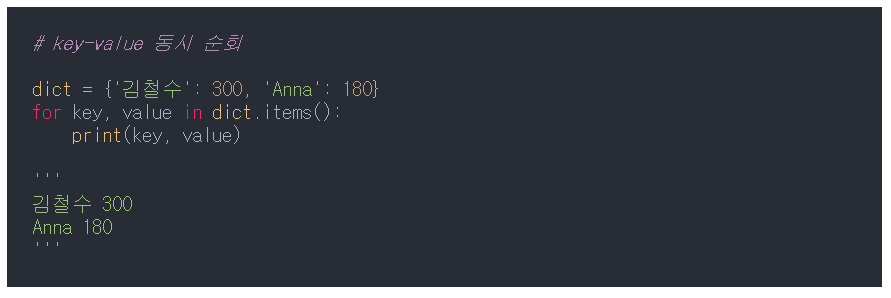 # key-value 동시 순회
dict = {'김철수': 300, 'Anna': 180}
for key, value in dict.items():
    print(key, value)
'''
김철수 300
Anna 180
'''